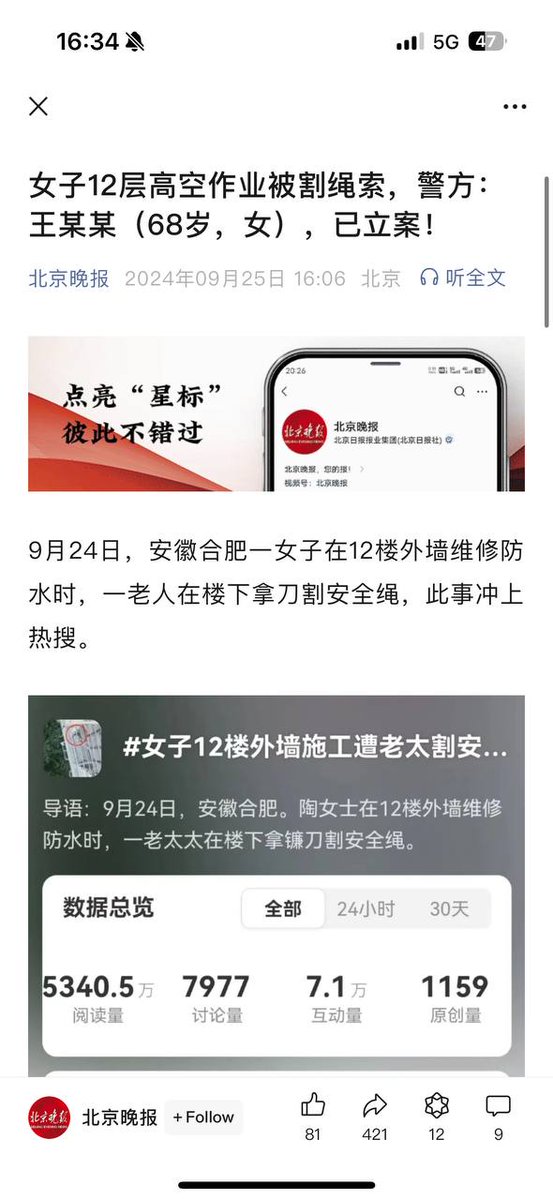 16:34
5G
47
女子12层高空作业被割绳索，警方：
王某某（68岁，女），已立案！
北京晚报 2024年09月25日 16:06 北京 听全文
点亮“星标”
彼此不错过
20:26
北京晚报
北京晚报
北京日报报业集团(北京日报社)
北京晚报，您的报！
视频号：北京晚报
9月24日，安徽合肥一女子在12楼外墙维修防
水时，一老人在楼下拿刀割安全绳，此事冲上
热搜。
#女子12楼外墙施工遭老太割安...
导语：9月24日，安徽合肥。陶女士在12楼外墙维修
防水时，一老太太在楼下拿镰刀割安全绳。
数据总览 全部 24小时 30天
5340.5万 7977 7.1万 1159
阅读量 讨论量 互动量 原创量
北京晚报
北京晚报 +Follow
81 421 12 9